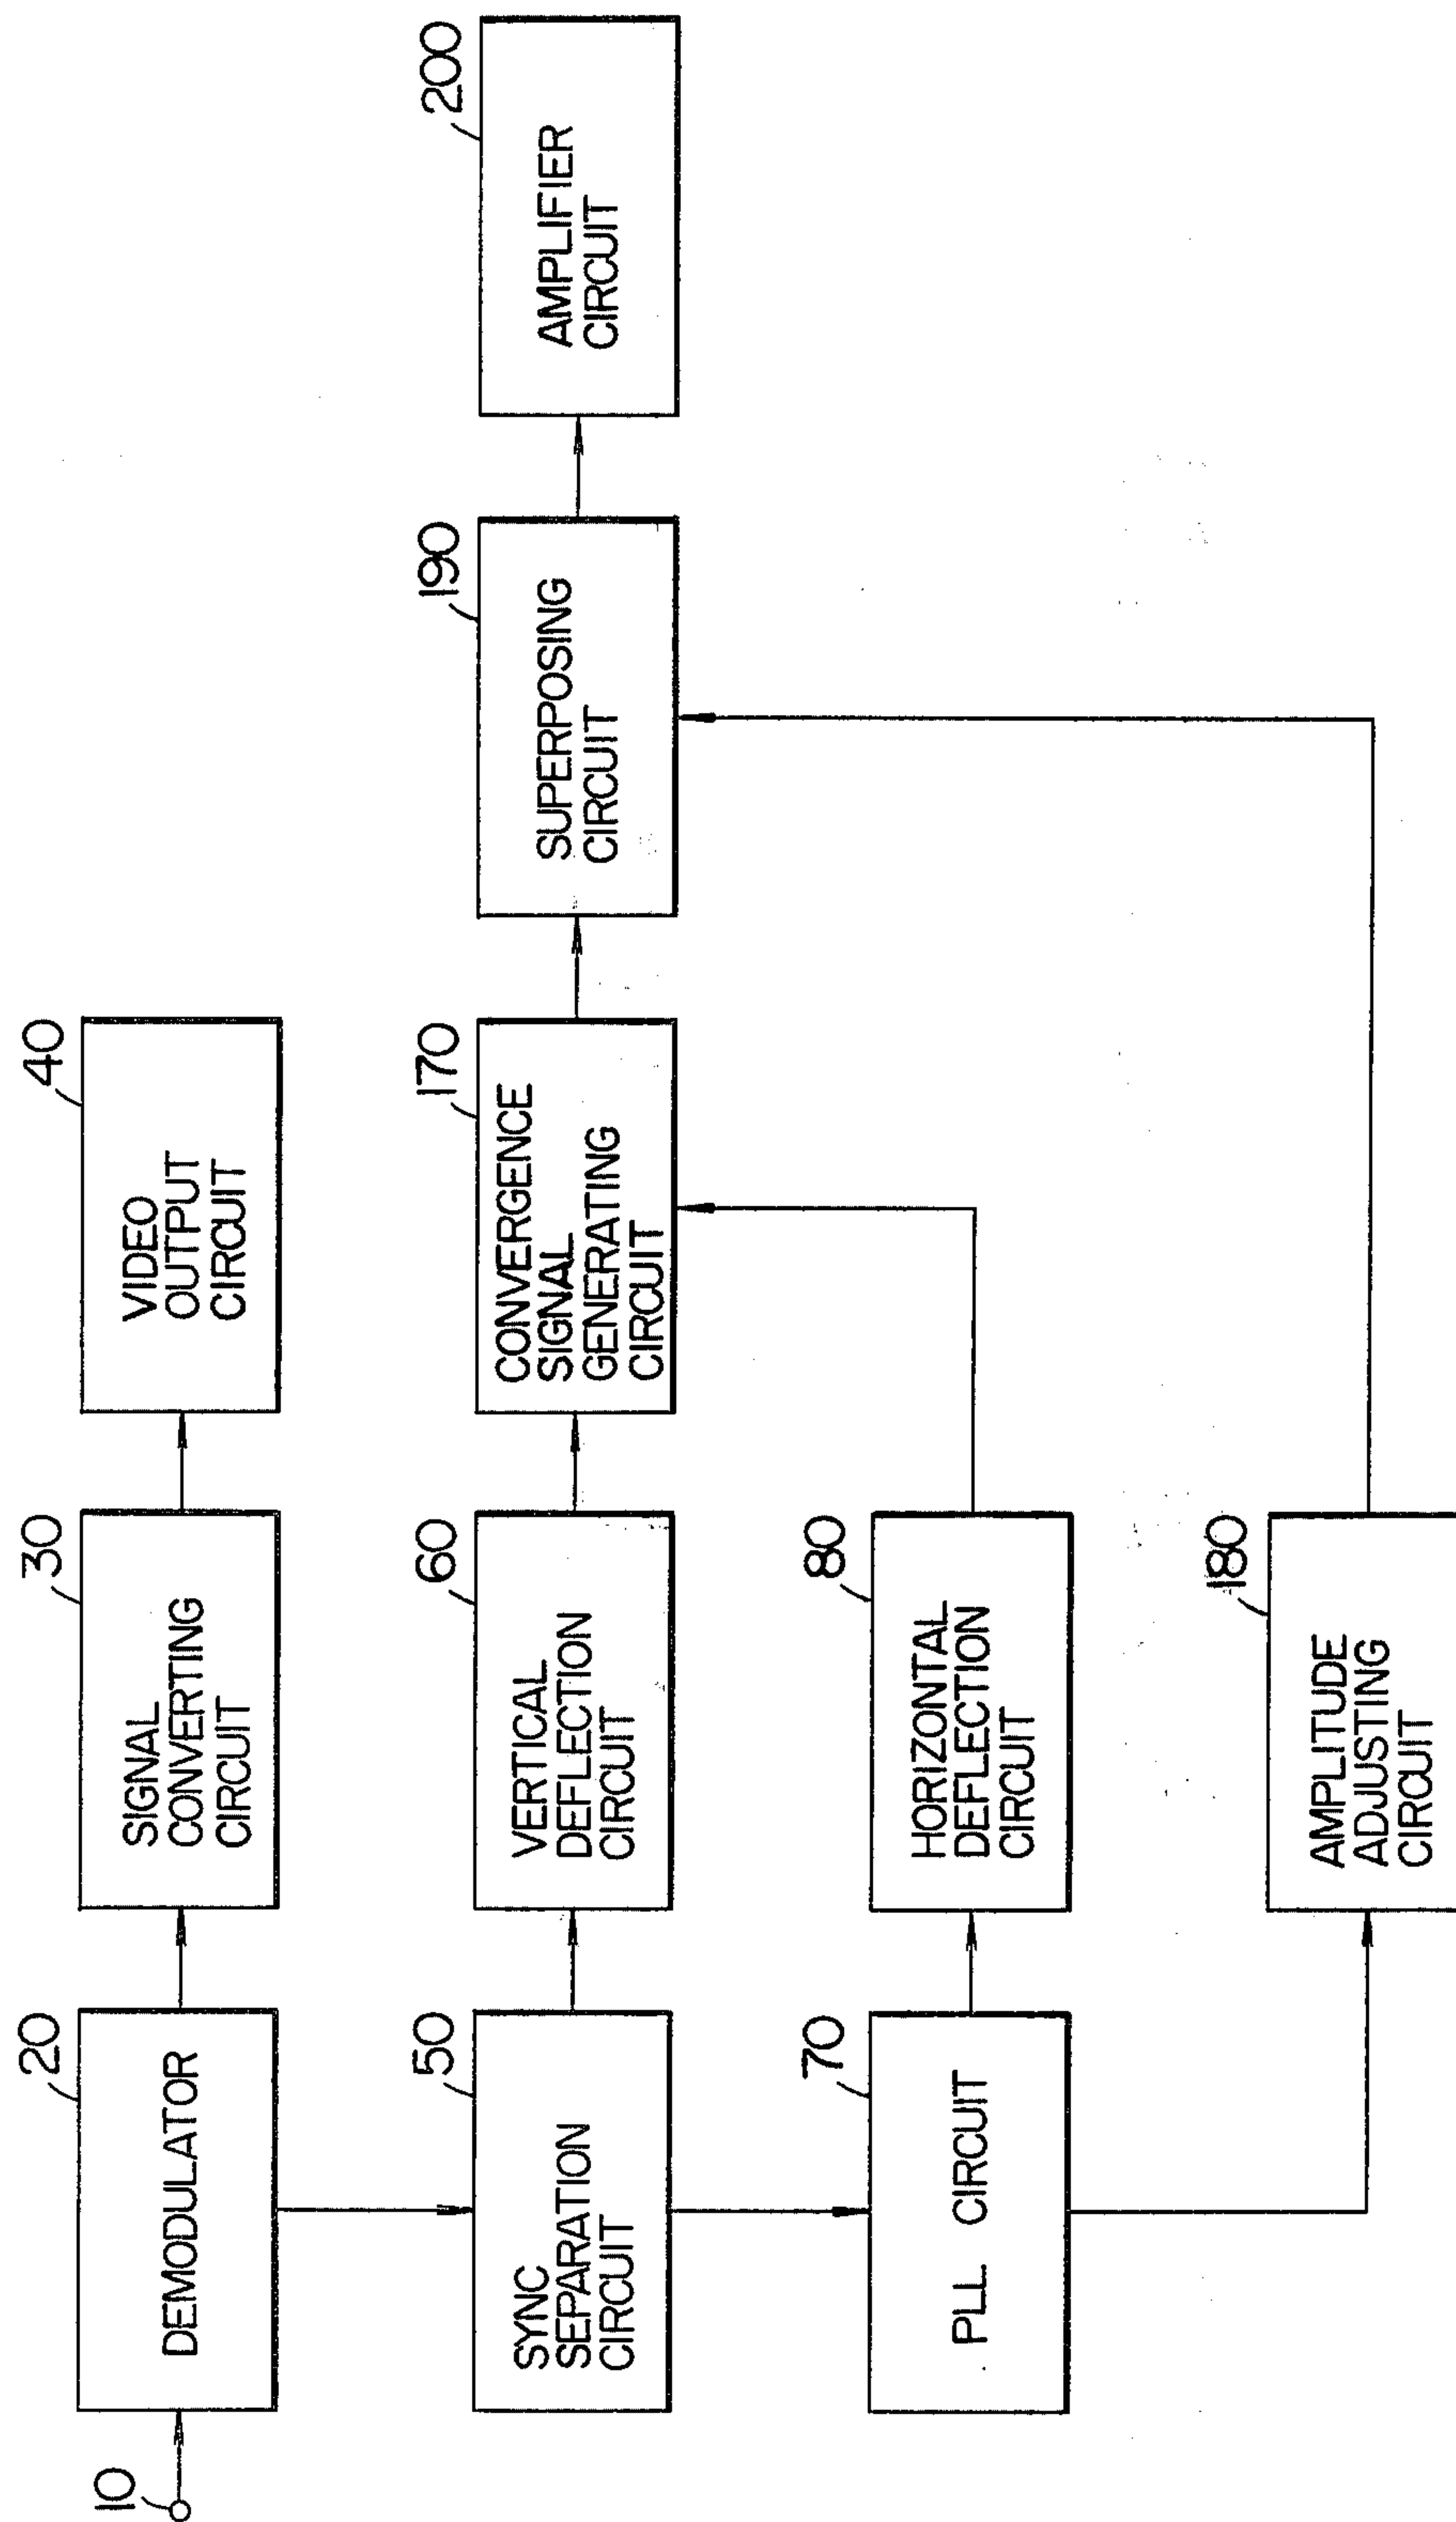 10
20
DEMODULATOR
30
SIGNAL
CONVERTING
CIRCUIT
40
VIDEO
OUTPUT
CIRCUIT
50
SYNC
SEPARATION
CIRCUIT
60
VERTICAL
DEFLECTION
CIRCUIT
170
CONVERGENCE
SIGNAL
GENERATING
CIRCUIT
190
SUPERPOSING
CIRCUIT
200
AMPLIFIER
CIRCUIT
70
PLL CIRCUIT
80
HORIZONTAL
DEFLECTION
CIRCUIT
180
AMPLITUDE
ADJUSTING
CIRCUIT